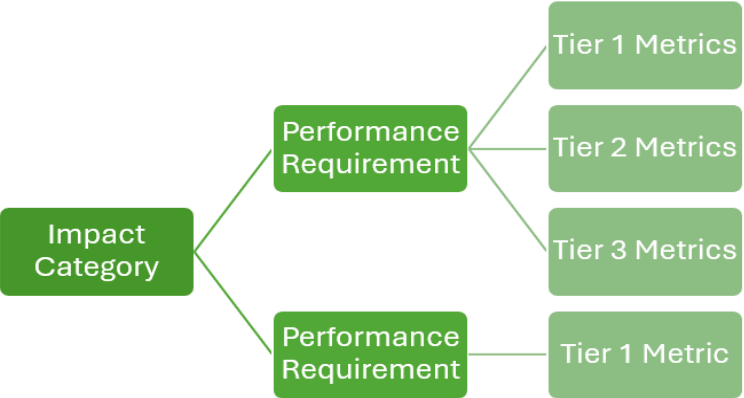 Impact
Category
Performance
Requirement
Tier 1 Metrics
Tier 2 Metrics
Tier 3 Metrics
Performance
Requirement
Tier 1 Metric